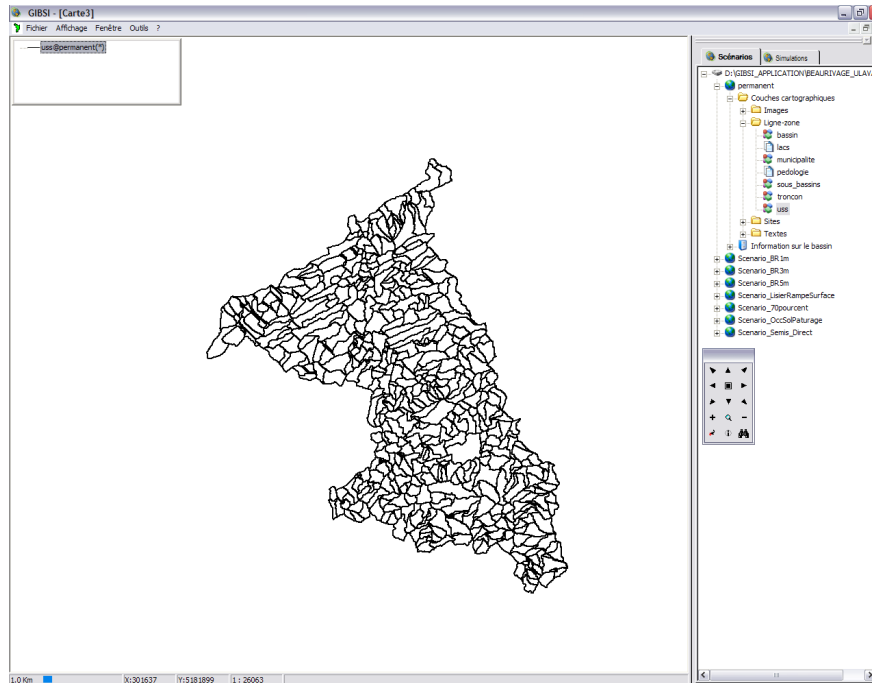 GIBSI - [Carte3]
Fichier Affichage Fenêtre Outils ?
uss@permanent(*)
Scénarios Simulations
D:\GIBSI_APPLICATION\BEAURIVAGE_ULAVA
permanent
Couches cartographiques
Images
Ligne-zone
bassin
lacs
municipalite
pedologie
sous_bassins
troncon
uss
Sites
Textes
Information sur le bassin
Scenario_BR1m
Scenario_BR3m
Scenario_BR5m
Scenario_LisierRampeSurface
Scenario_70pourcent
Scenario_OccSolPaturage
Scenario_Semis_Direct
1.0 Km X:301637 Y:5181899 1 : 26063